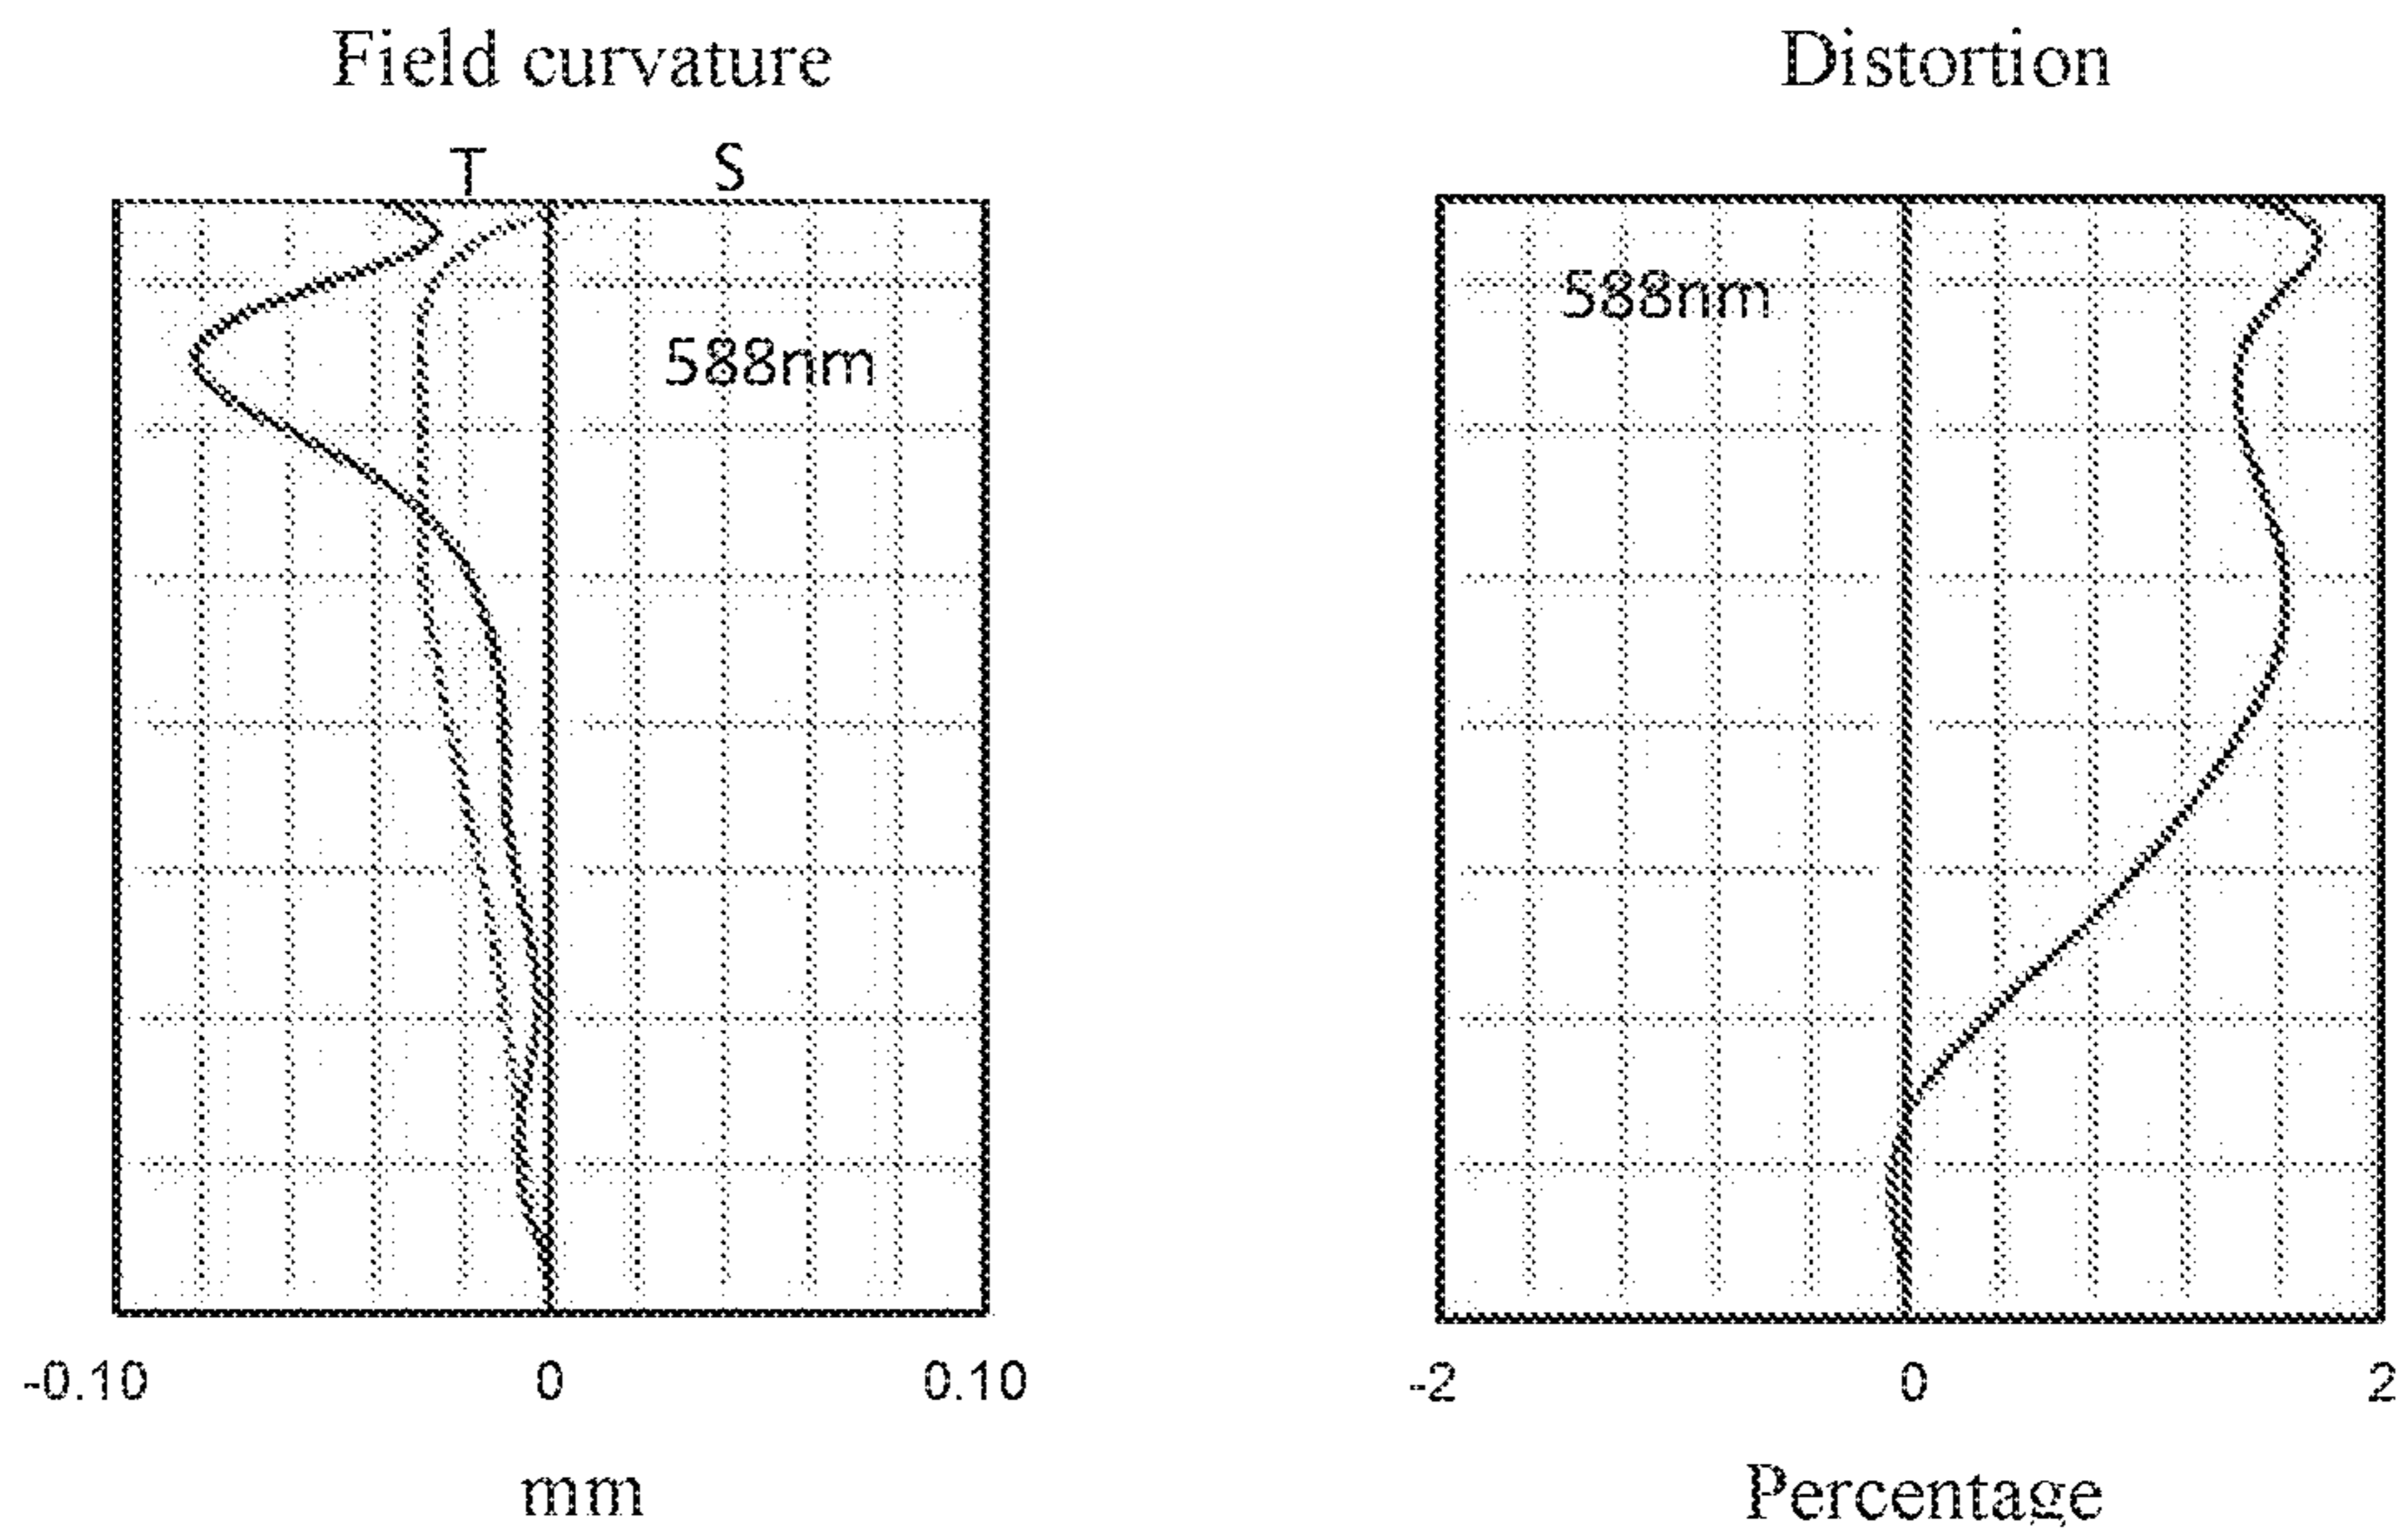 Field curvature
T S
588nm
-0.10 0 0.10
mm
Distortion
588nm
-2 0 2
Percentage